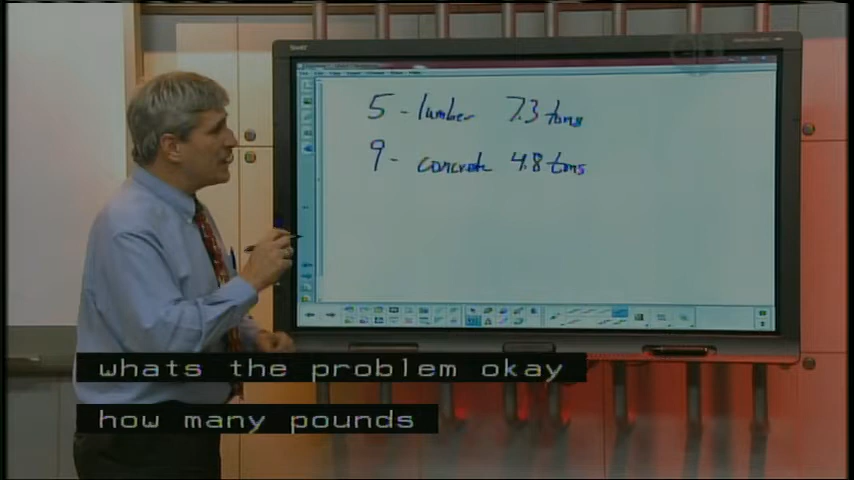 5 - lumber 7.3 tons
9 - concrete 4.8 tons
whats the problem okay
how many pounds